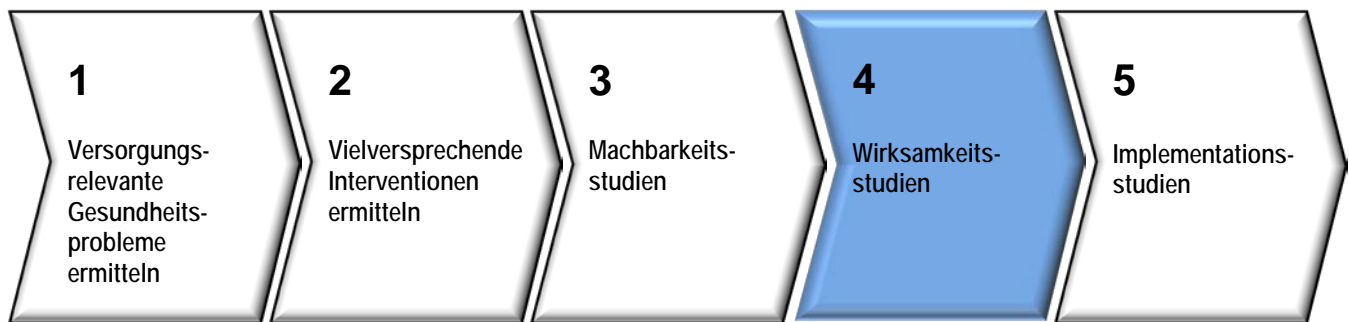 1
Versorgungs-
relevante
Gesundheits-
probleme
ermitteln
2
Vielversprechende
Interventionen
ermitteln
3
Machbarkeits-
studien
4
Wirksamkeits-
studien
5
Implementations-
studien